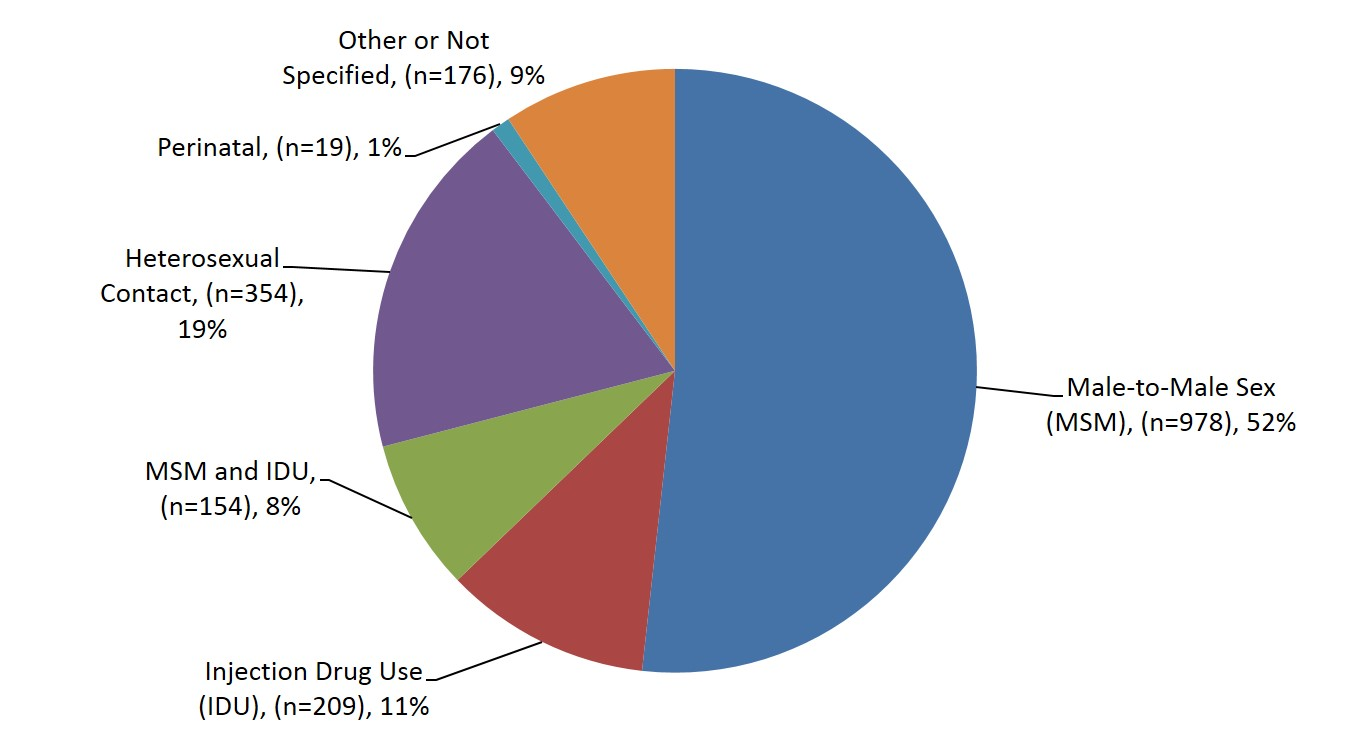 Other or Not
Specified, (n=176), 9%
Perinatal, (n=19), 1%
Heterosexual
Contact, (n=354),
19%
Male-to-Male Sex
(MSM), (n=978), 52%
MSM and IDU,
(n=154), 8%
Injection Drug Use
(IDU), (n=209), 11%